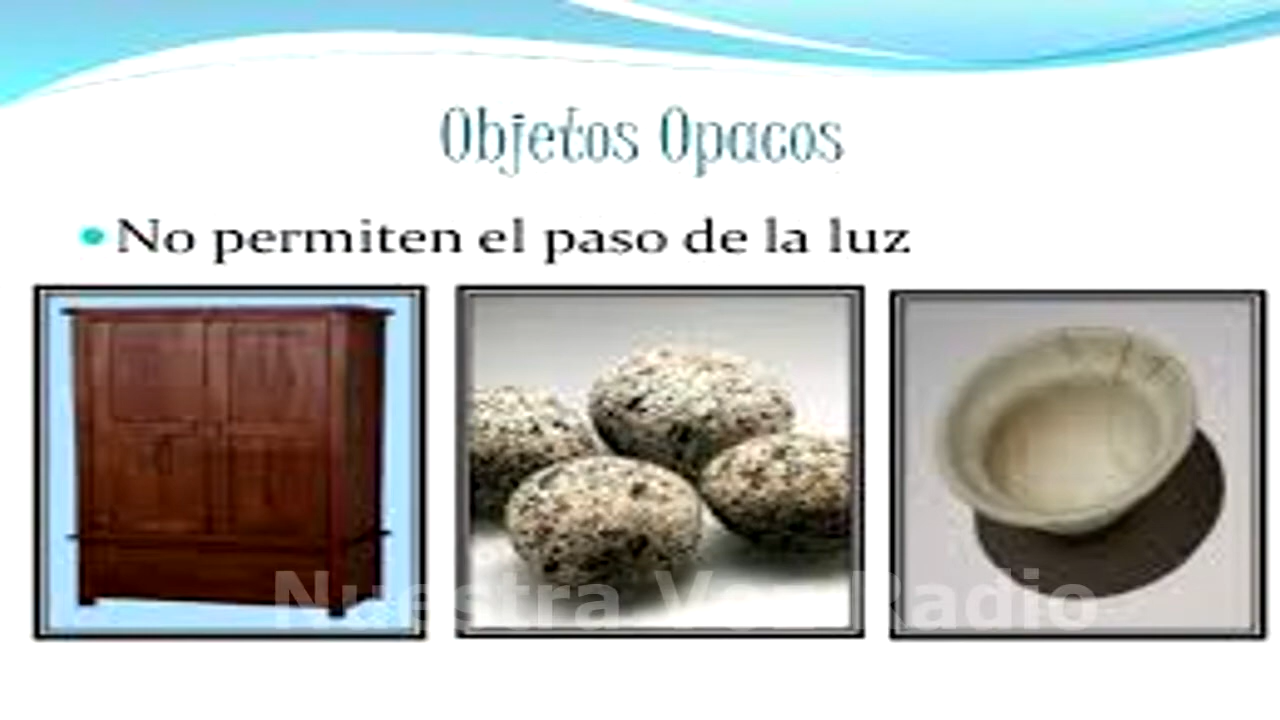 Objetos Opacos
• No permiten el paso de la luz
Nuestra Voz Radio